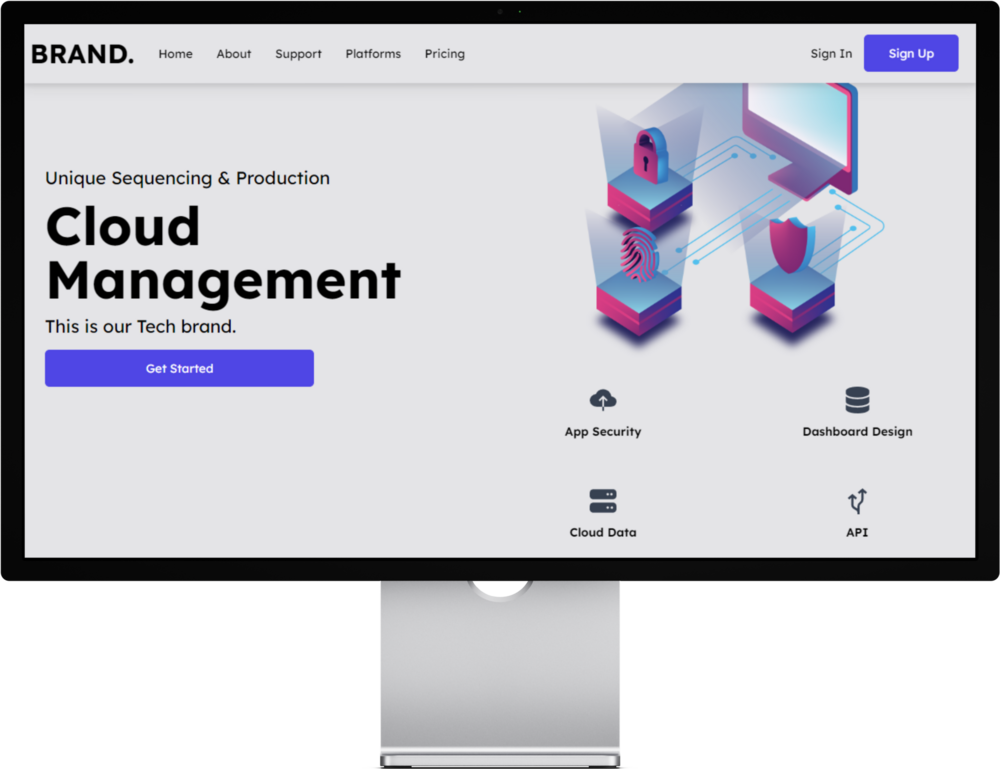 BRAND.
Home About Support Platforms Pricing
Sign In Sign Up
Unique Sequencing & Production
Cloud
Management
This is our Tech brand.
Get Started
App Security
Dashboard Design
Cloud Data
API